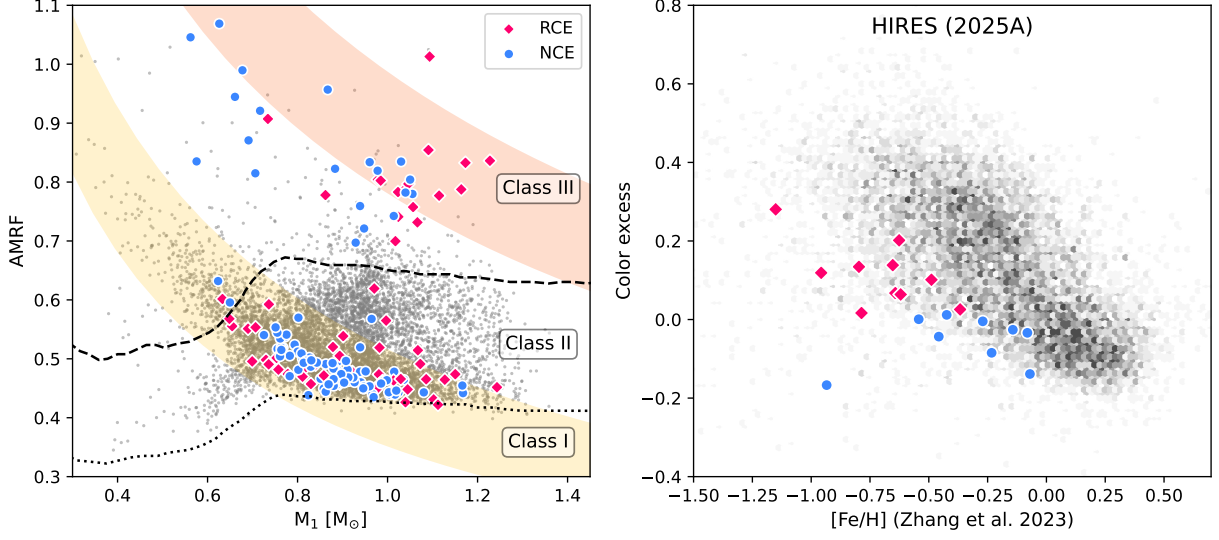 1.1
1.0
0.9
0.8
0.7
0.6
0.5
0.4
0.3
AMRF
0.4 0.6 0.8 1.0 1.2 1.4
M₁ [M☉]
RCE
NCE
Class III
Class II
Class I
HIRES (2025A)
0.8
0.6
0.4
0.2
0.0
−0.2
−0.4
Color excess
−1.50 −1.25 −1.00 −0.75 −0.50 −0.25 0.00 0.25 0.50
[Fe/H] (Zhang et al. 2023)